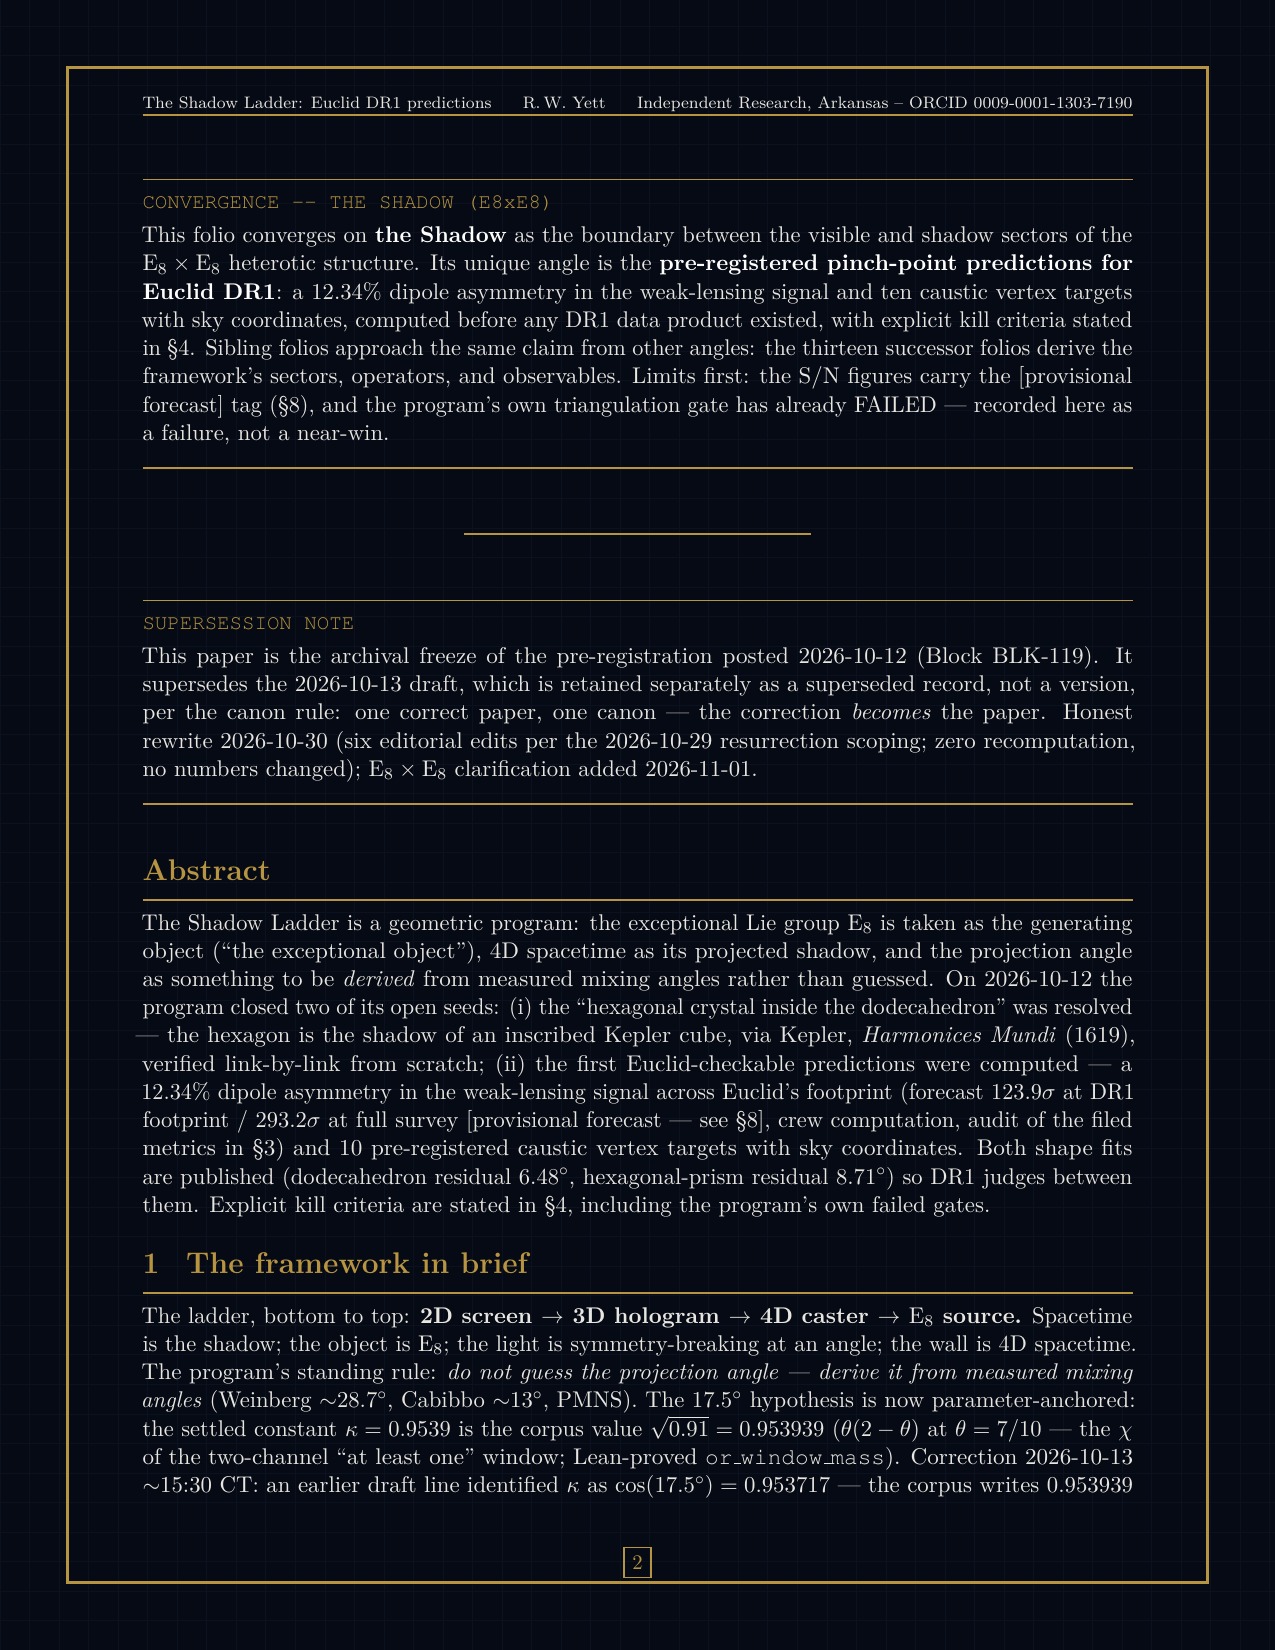 The Shadow Ladder: Euclid DR1 predictions R. W. Yett Independent Research, Arkansas – ORCID 0009-0001-1303-7190
CONVERGENCE -- THE SHADOW (E8xE8)
This folio converges on the Shadow as the boundary between the visible and shadow sectors of the
E₈ × E₈ heterotic structure. Its unique angle is the pre-registered pinch-point predictions for
Euclid DR1: a 12.34% dipole asymmetry in the weak-lensing signal and ten caustic vertex targets
with sky coordinates, computed before any DR1 data product existed, with explicit kill criteria stated
in §4. Sibling folios approach the same claim from other angles: the thirteen successor folios derive the
framework's sectors, operators, and observables. Limits first: the S/N figures carry the [provisional
forecast] tag (§8), and the program's own triangulation gate has already FAILED — recorded here as
a failure, not a near-win.
SUPERSESSION NOTE
This paper is the archival freeze of the pre-registration posted 2026-10-12 (Block BLK-119). It
supersedes the 2026-10-13 draft, which is retained separately as a superseded record, not a version,
per the canon rule: one correct paper, one canon — the correction becomes the paper. Honest
rewrite 2026-10-30 (six editorial edits per the 2026-10-29 resurrection scoping; zero recomputation,
no numbers changed); E₈ × E₈ clarification added 2026-11-01.
Abstract
The Shadow Ladder is a geometric program: the exceptional Lie group E₈ is taken as the generating
object (“the exceptional object”), 4D spacetime as its projected shadow, and the projection angle
as something to be derived from measured mixing angles rather than guessed. On 2026-10-12 the
program closed two of its open seeds: (i) the “hexagonal crystal inside the dodecahedron” was resolved
— the hexagon is the shadow of an inscribed Kepler cube, via Kepler, Harmonices Mundi (1619),
verified link-by-link from scratch; (ii) the first Euclid-checkable predictions were computed — a
12.34% dipole asymmetry in the weak-lensing signal across Euclid's footprint (forecast 123.9σ at DR1
footprint / 293.2σ at full survey [provisional forecast — see §8], crew computation, audit of the filed
metrics in §3) and 10 pre-registered caustic vertex targets with sky coordinates. Both shape fits
are published (dodecahedron residual 6.48°, hexagonal-prism residual 8.71°) so DR1 judges between
them. Explicit kill criteria are stated in §4, including the program's own failed gates.
1 The framework in brief
The ladder, bottom to top: 2D screen → 3D hologram → 4D caster → E₈ source. Spacetime
is the shadow; the object is E₈; the light is symmetry-breaking at an angle; the wall is 4D spacetime.
The program's standing rule: do not guess the projection angle — derive it from measured mixing
angles (Weinberg ∼28.7°, Cabibbo ∼13°, PMNS). The 17.5° hypothesis is now parameter-anchored:
the settled constant κ = 0.9539 is the corpus value √0.91 = 0.953939 (θ(2 − θ) at θ = 7/10 — the χ
of the two-channel “at least one” window; Lean-proved or_window_mass). Correction 2026-10-13
∼15:30 CT: an earlier draft line identified κ as cos(17.5°) = 0.953717 — the corpus writes 0.953939
2